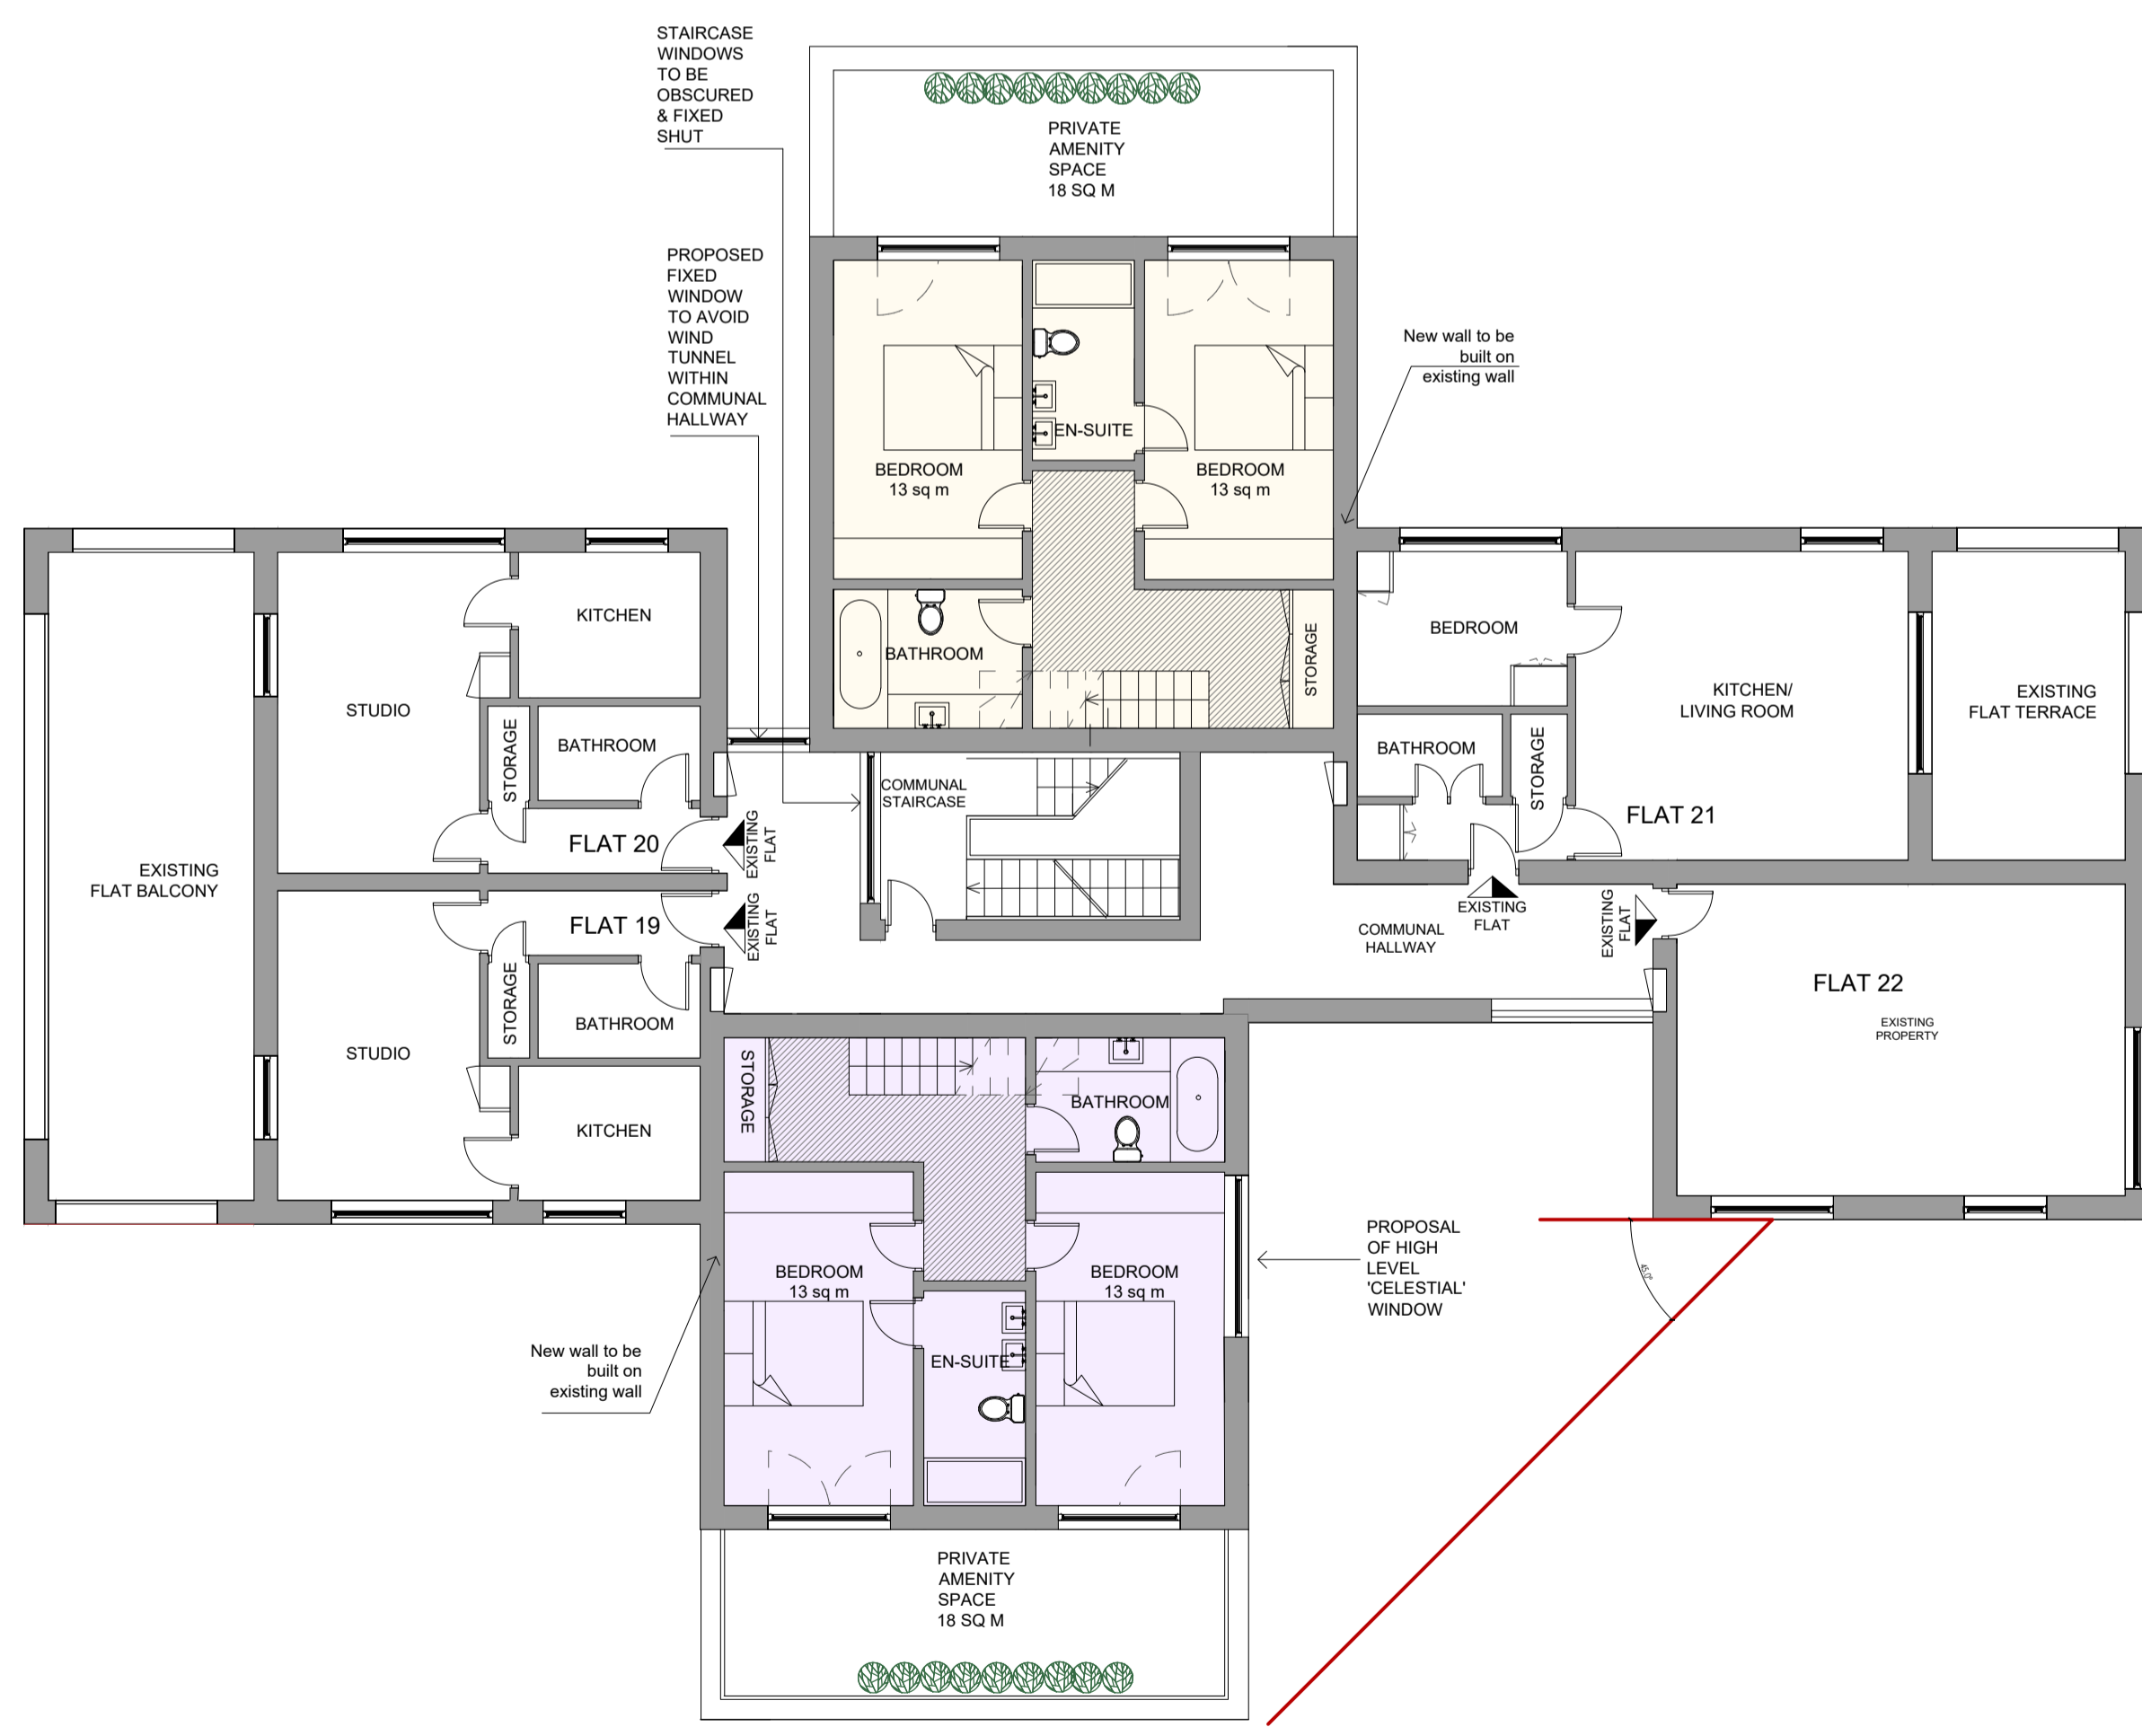 STAIRCASE
WINDOWS
TO BE
OBSCURED
& FIXED
SHUT
PRIVATE
AMENITY
SPACE
18 SQ M
PROPOSED
FIXED
WINDOW
TO AVOID
WIND
TUNNEL
WITHIN
COMMUNAL
HALLWAY
New wall to be
built on
existing wall
EN-SUITE
BEDROOM
13 sq m
BEDROOM
13 sq m
BATHROOM
STORAGE
STUDIO
KITCHEN
STORAGE
BATHROOM
EXISTING
FLAT BALCONY
FLAT 20
EXISTING
FLAT
FLAT 19
EXISTING
FLAT
STORAGE
BATHROOM
STUDIO
KITCHEN
COMMUNAL
STAIRCASE
BEDROOM
KITCHEN/
LIVING ROOM
EXISTING
FLAT TERRACE
BATHROOM
STORAGE
FLAT 21
EXISTING
FLAT
COMMUNAL
HALLWAY
EXISTING
FLAT
FLAT 22
EXISTING
PROPERTY
STORAGE
BATHROOM
BEDROOM
13 sq m
BEDROOM
13 sq m
EN-SUITE
PROPOSAL
OF HIGH
LEVEL
'CELESTIAL'
WINDOW
45.0°
New wall to be
built on
existing wall
PRIVATE
AMENITY
SPACE
18 SQ M